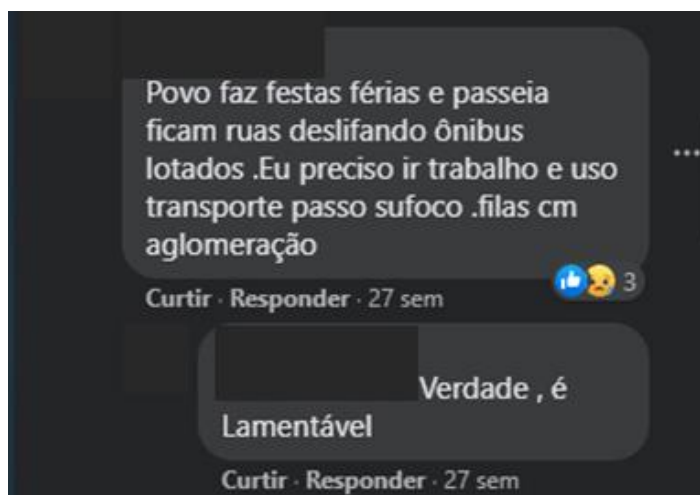 Povo faz festas férias e passeia
ficam ruas deslifando ônibus
lotados .Eu preciso ir trabalho e uso
transporte passo sufoco .filas cm
aglomeração
3
Curtir · Responder · 27 sem
Verdade , é
Lamentável
Curtir · Responder · 27 sem